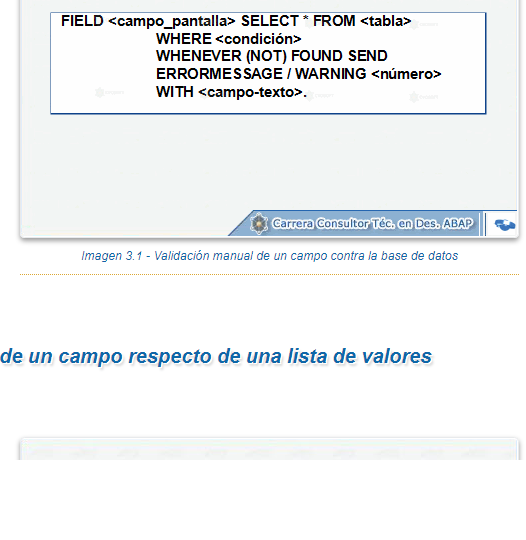 FIELD <campo_pantalla> SELECT * FROM <tabla>
WHERE <condición>
WHENEVER (NOT) FOUND SEND
ERRORMESSAGE / WARNING <número>
WITH <campo-texto>.
Carrera Consultor Téc. en Des. ABAP
Imagen 3.1 - Validación manual de un campo contra la base de datos
de un campo respecto de una lista de valores